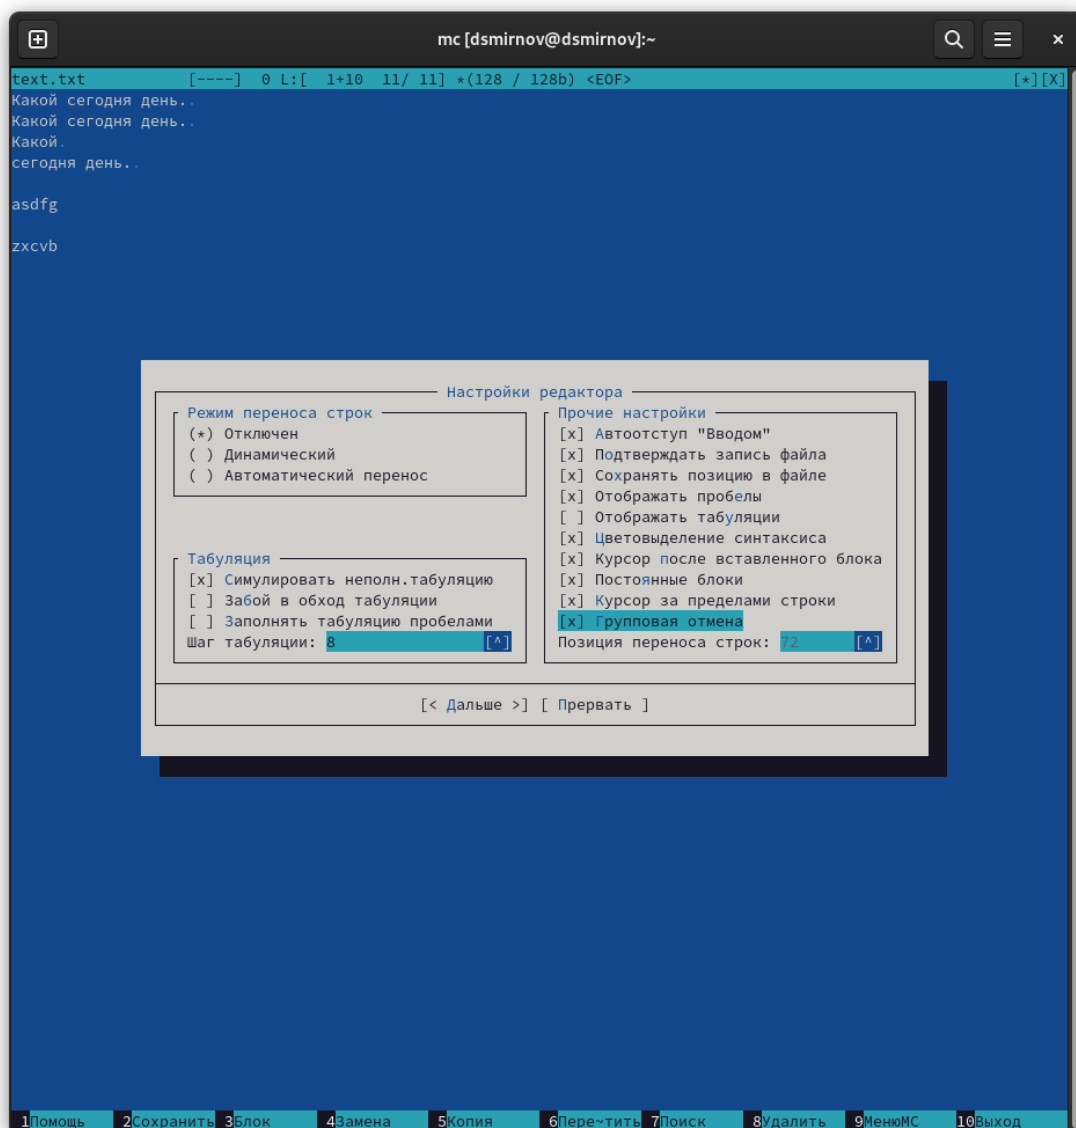 mc [dsmirnov@dsmirnov]:~
text.txt [----] 0 L:[ 1+10 11/ 11] *(128 / 128b) <EOF> [*][X]
Какой сегодня день..
Какой сегодня день..
Какой.
сегодня день..
asdfg
zxcvb
Настройки редактора
Режим переноса строк
(*) Отключен
( ) Динамический
( ) Автоматический перенос
Табуляция
[x] Симулировать неполн.табуляцию
[ ] Забой в обход табуляции
[ ] Заполнять табуляцию пробелами
Шаг табуляции: 8 [^]
Прочие настройки
[x] Автоотступ "Вводом"
[x] Подтверждать запись файла
[x] Сохранять позицию в файле
[x] Отображать пробелы
[ ] Отображать табуляции
[x] Цветовыделение синтаксиса
[x] Курсор после вставленного блока
[x] Постоянные блоки
[x] Курсор за пределами строки
[x] Групповая отмена
Позиция переноса строк: 72 [^]
[< Дальше >] [ Прервать ]
1Помощь 2Сохранить 3Блок 4Замена 5Копия 6Пере~тить 7Поиск 8Удалить 9МенюMC 10Выход